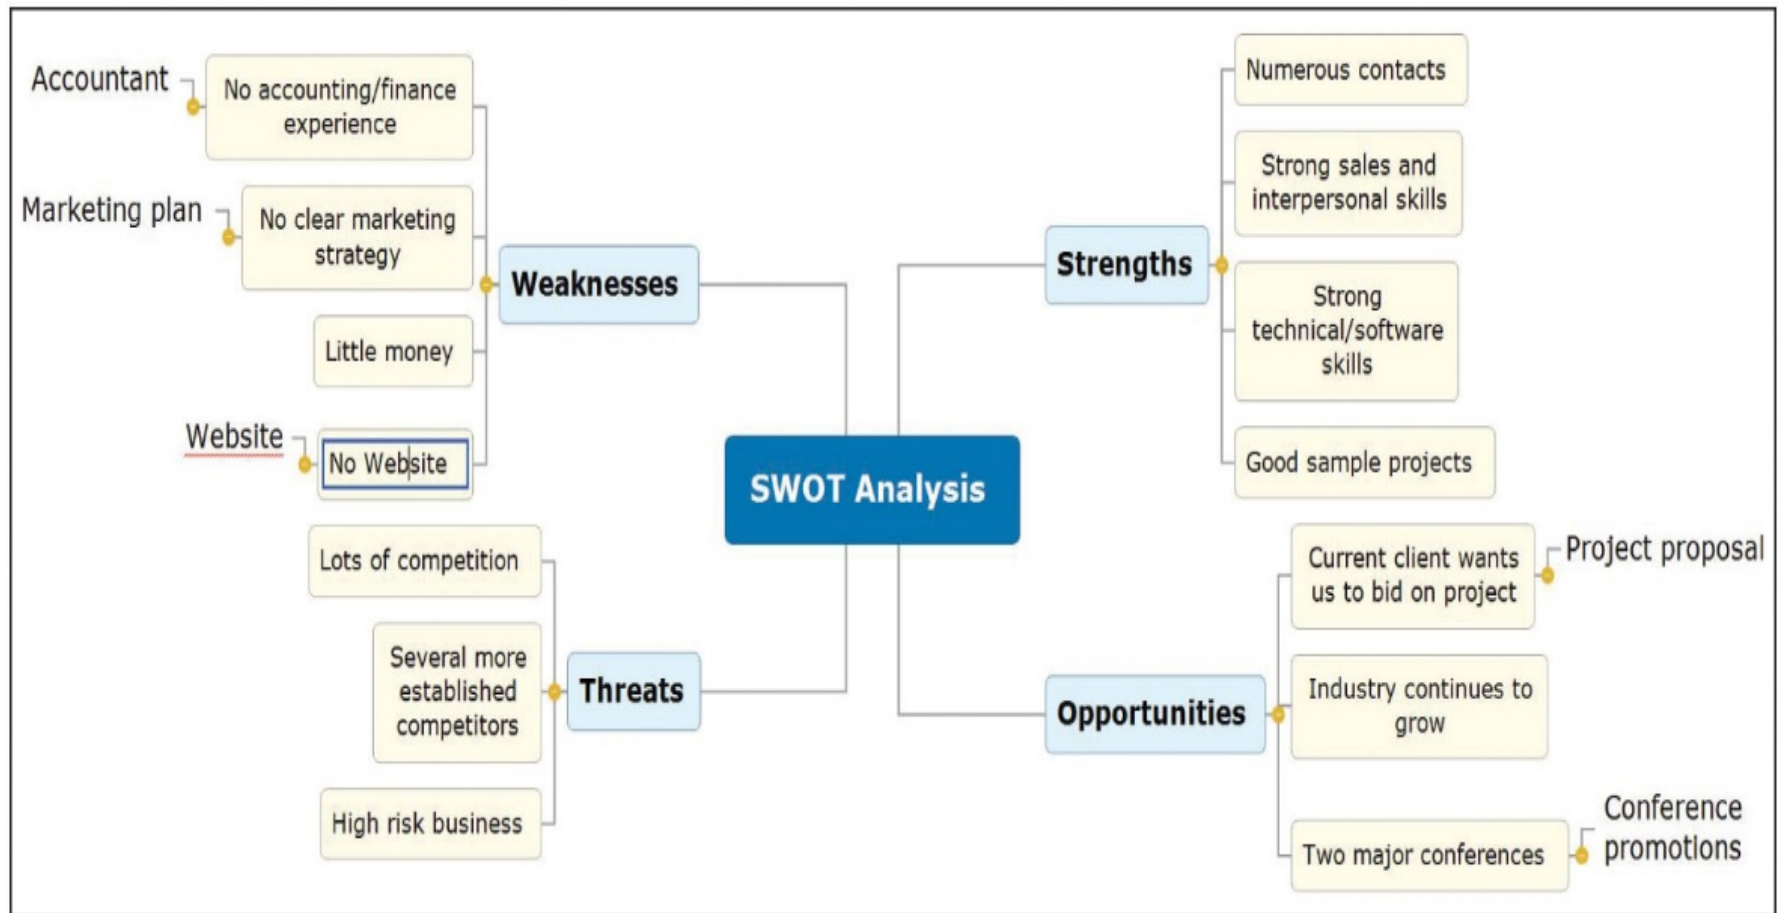 Accountant
No accounting/finance
experience
Marketing plan
No clear marketing
strategy
Little money
Website
No Website
Weaknesses
Lots of competition
Several more
established
competitors
High risk business
Threats
SWOT Analysis
Strengths
Numerous contacts
Strong sales and
interpersonal skills
Strong
technical/software
skills
Good sample projects
Opportunities
Current client wants
us to bid on project
Project proposal
Industry continues to
grow
Two major conferences
Conference
promotions